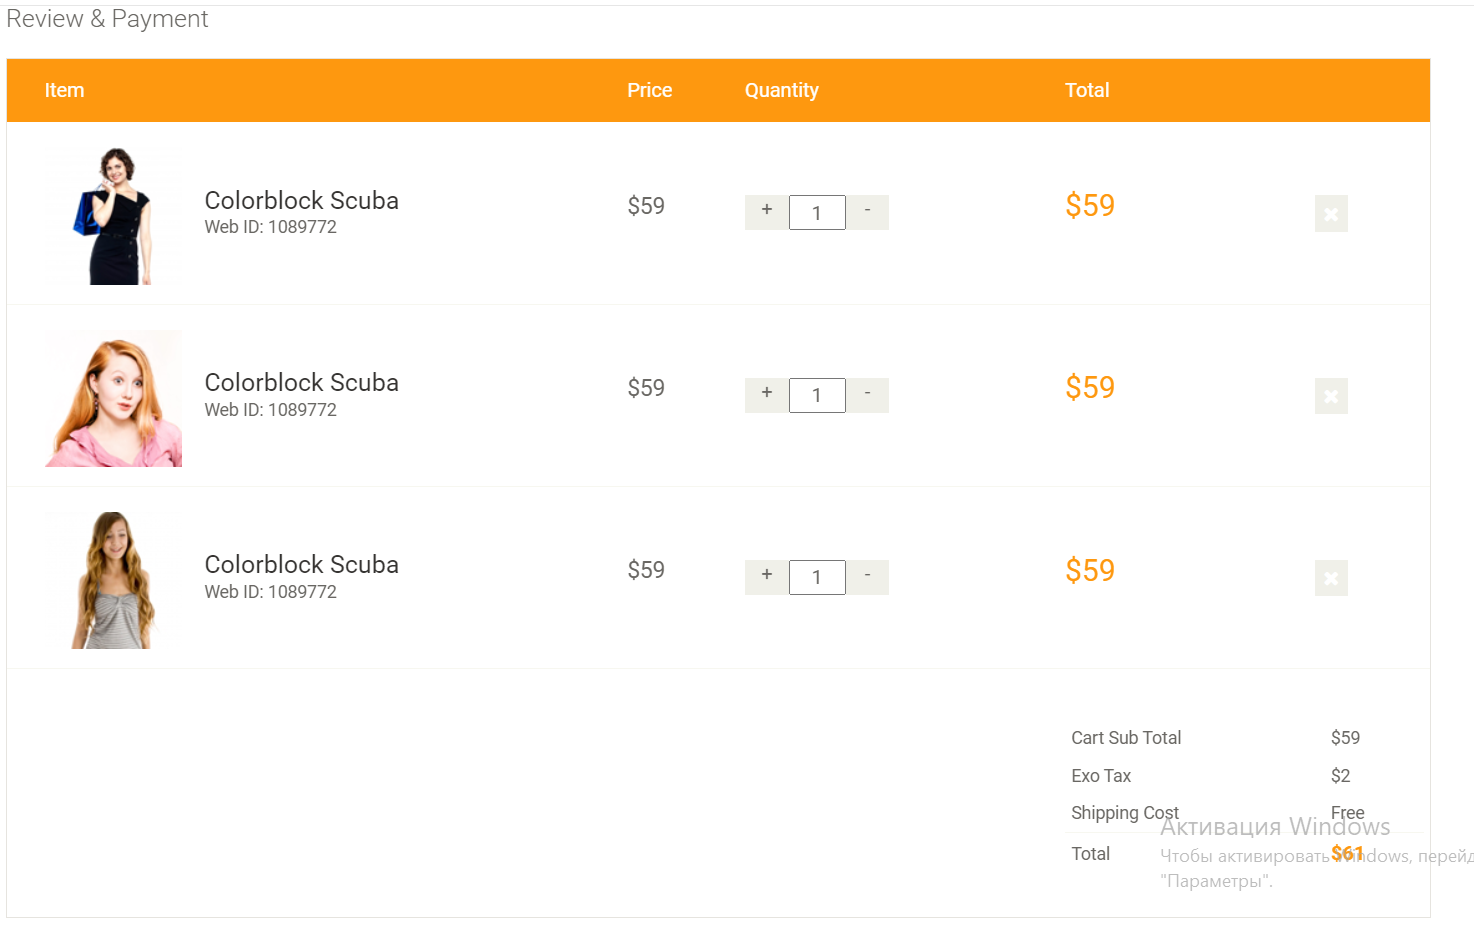 Review & Payment
Item Price Quantity Total
Colorblock Scuba
Web ID: 1089772
$59 + 1 - $59
Colorblock Scuba
Web ID: 1089772
$59 + 1 - $59
Colorblock Scuba
Web ID: 1089772
$59 + 1 - $59
Cart Sub Total $59
Exo Tax $2
Shipping Cost Free
Total $61
Активация Windows
Чтобы активировать Windows, перейд
"Параметры".